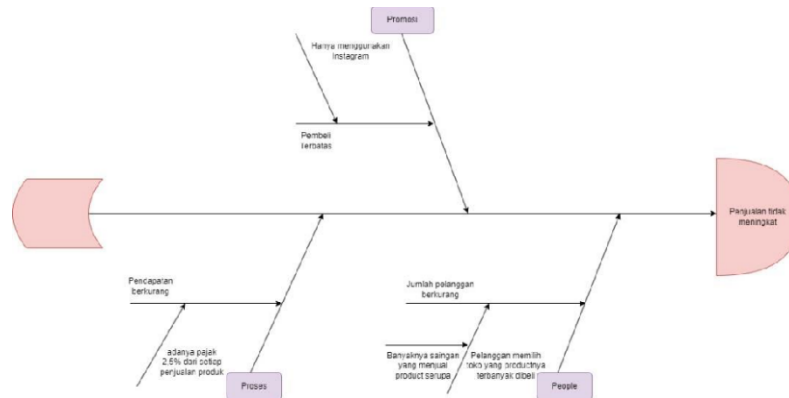 Promosi
Hanya menggunakan
Instagram
Pembeli
terbatas
Penjualan tidak
meningkat
Pencapatan
berkurang
Jumlah pelanggan
berkurang
adanya pajak
2,5% dari setiap
penjualan produk
Banyaknya saingan
yang menjual
product serupa
Pelanggan memilih
toko yang productnya
terbanyak dibeli
Proses
People